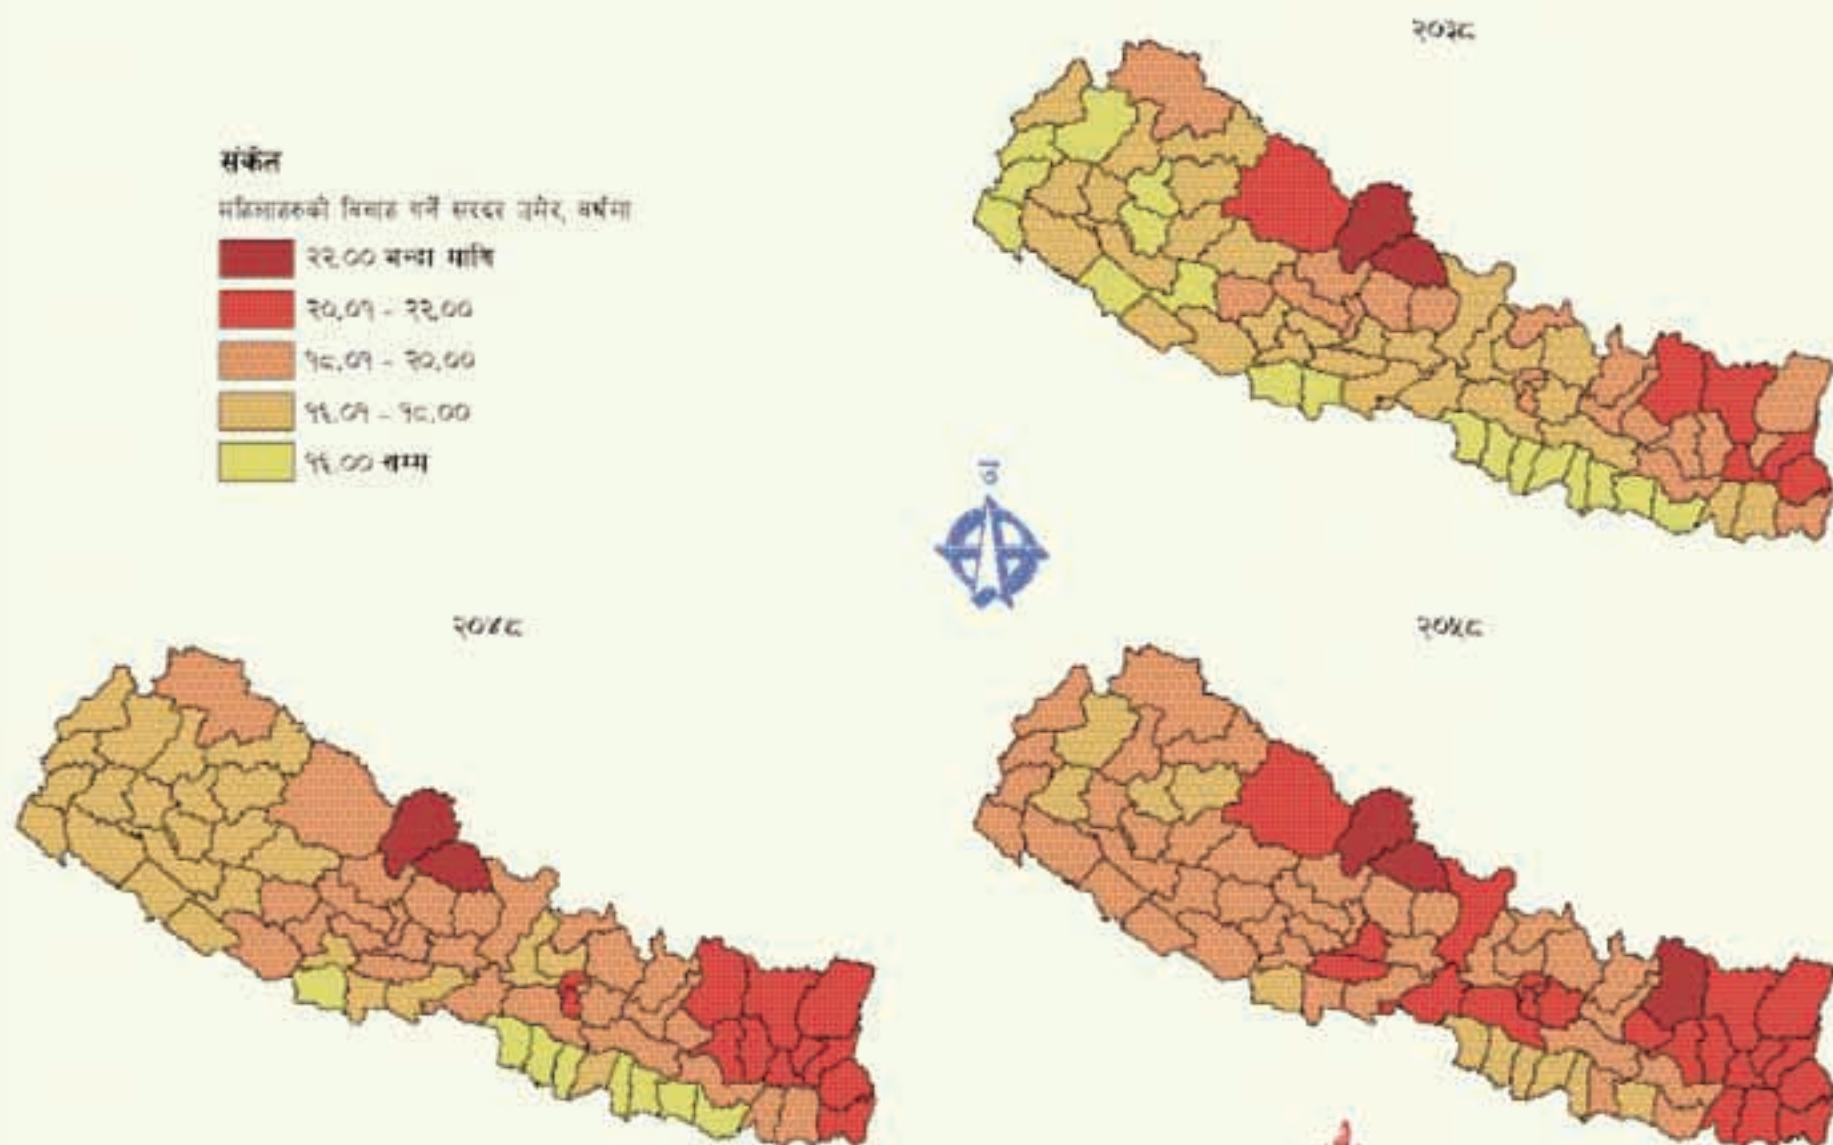 २०३८
संकेत
महिलाहरुको विवाह गर्ने सरदर उमेर, वर्षमा
२२.०० भन्दा माथि
२०.०१ - २२.००
१८.०१ - २०.००
१६.०१ - १८.००
१६.०० सम्म
उ
२०४८
२०५८